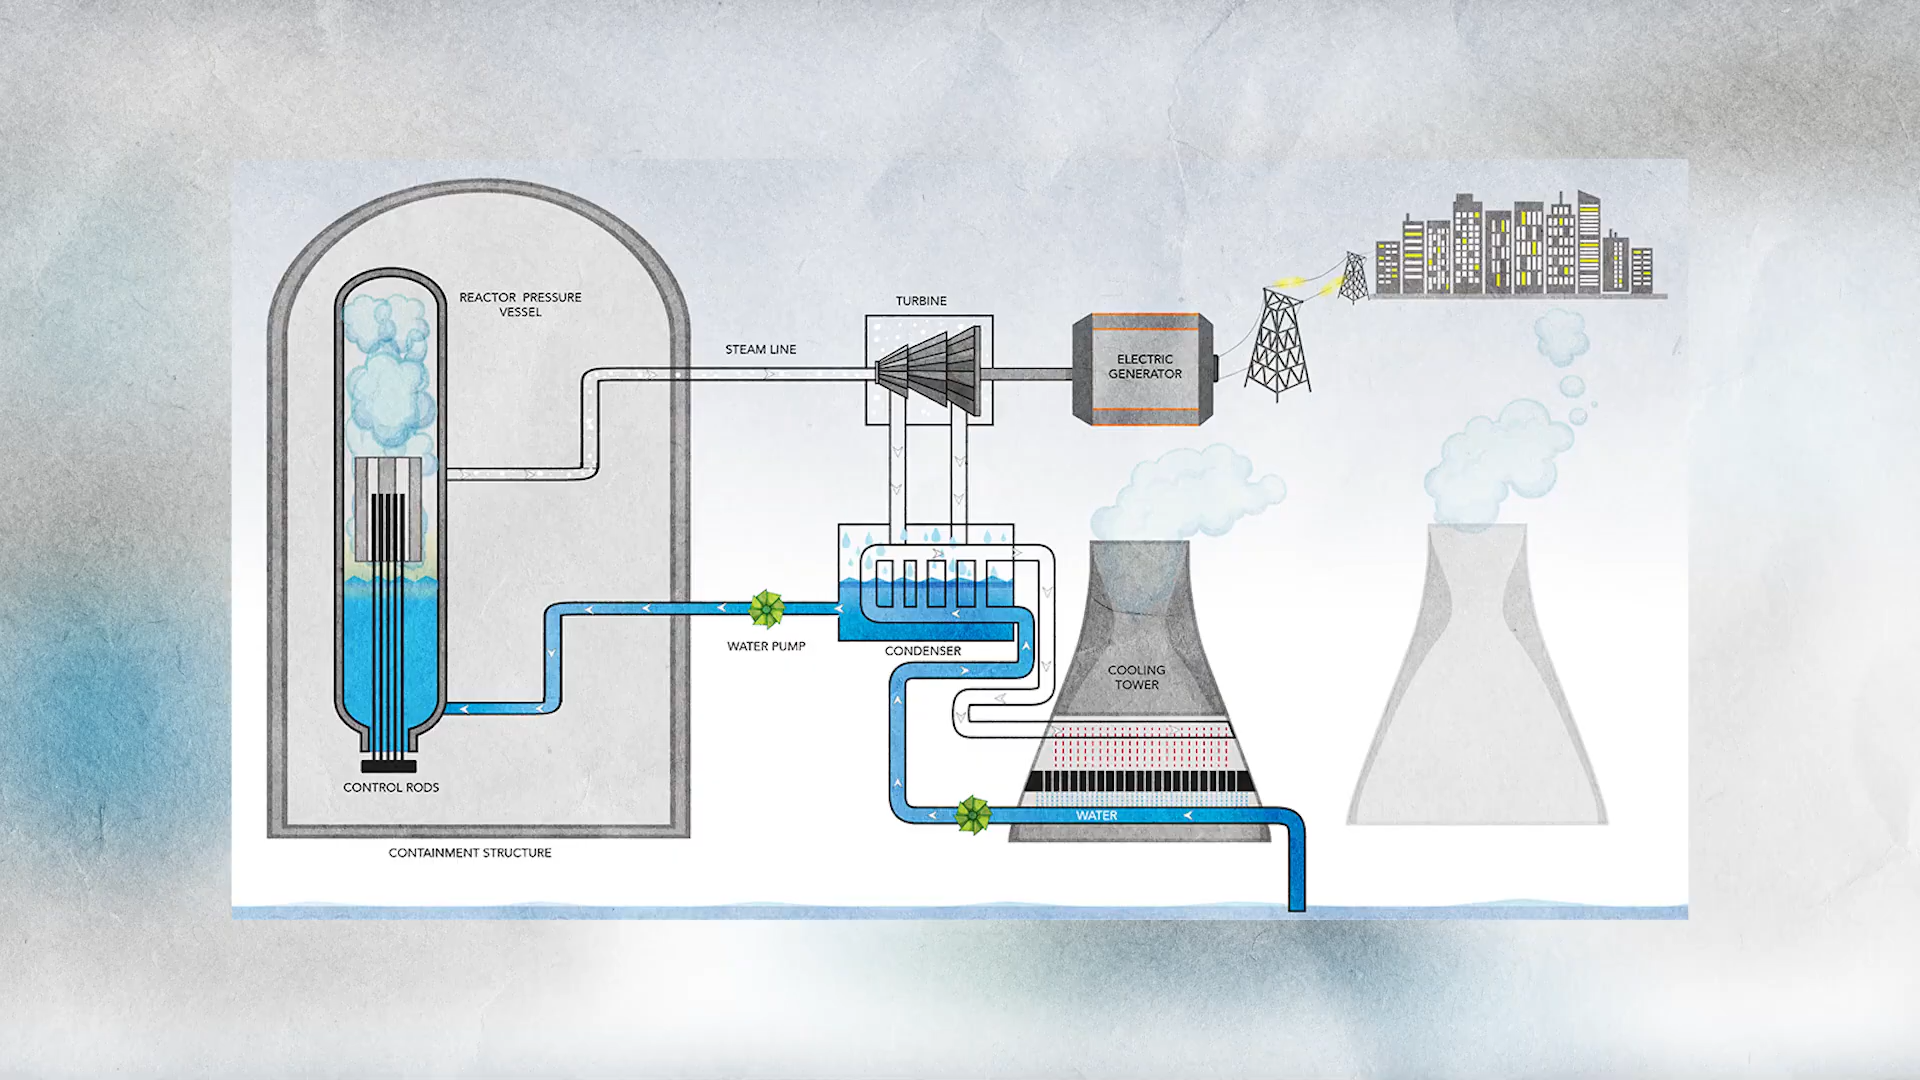 REACTOR PRESSURE
VESSEL
TURBINE
STEAM LINE
ELECTRIC
GENERATOR
WATER PUMP
CONDENSER
COOLING
TOWER
CONTROL RODS
WATER
CONTAINMENT STRUCTURE